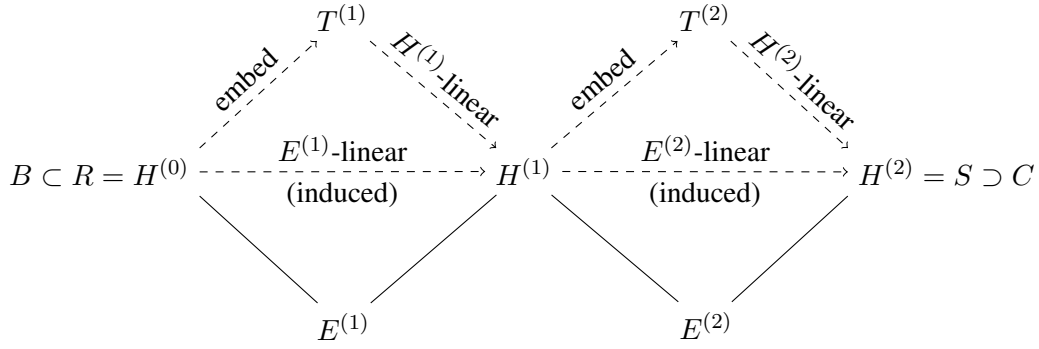 T^{(1)} T^{(2)}
embed H^{(1)}-linear embed H^{(2)}-linear
E^{(1)}-linear E^{(2)}-linear
B ⊂ R = H^{(0)} H^{(1)} H^{(2)} = S ⊃ C
(induced) (induced)
E^{(1)} E^{(2)}